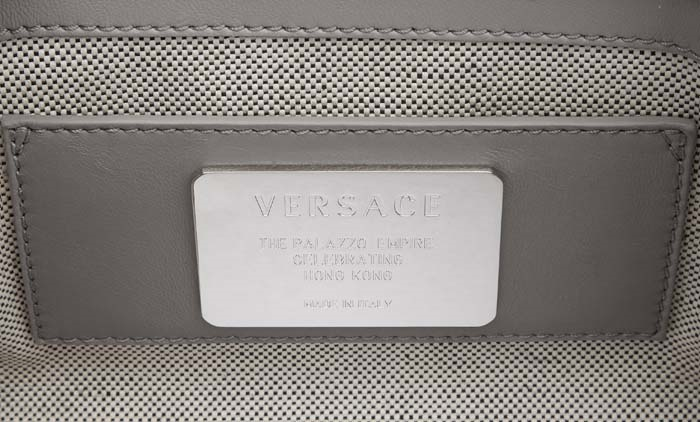 VERSACE
THE PALAZZO EMPIRE
CELEBRATING
HONG KONG
MADE IN ITALY